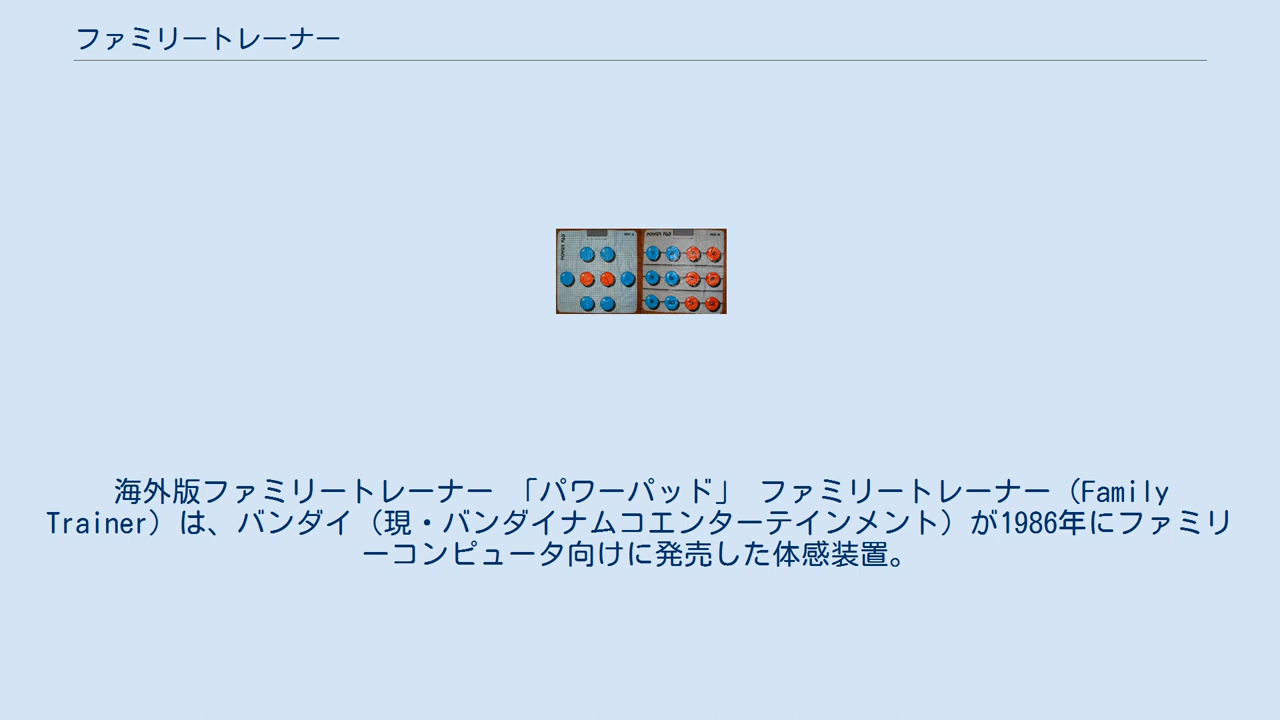 ファミリートレーナー
POWER PAD
POWER PAD
海外版ファミリートレーナー 「パワーパッド」 ファミリートレーナー（Family
Trainer）は、バンダイ（現・バンダイナムコエンターテインメント）が1986年にファミリ
ーコンピュータ向けに発売した体感装置。